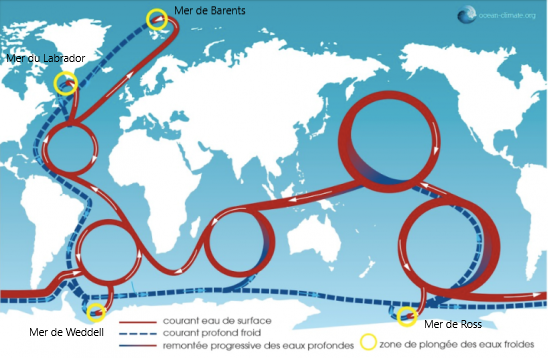 Mer de Barents
ocean-climate.org
Mer du Labrador
Mer de Weddell
Mer de Ross
courant eau de surface
courant profond froid
remontée progressive des eaux profondes
zone de plongée des eaux froides